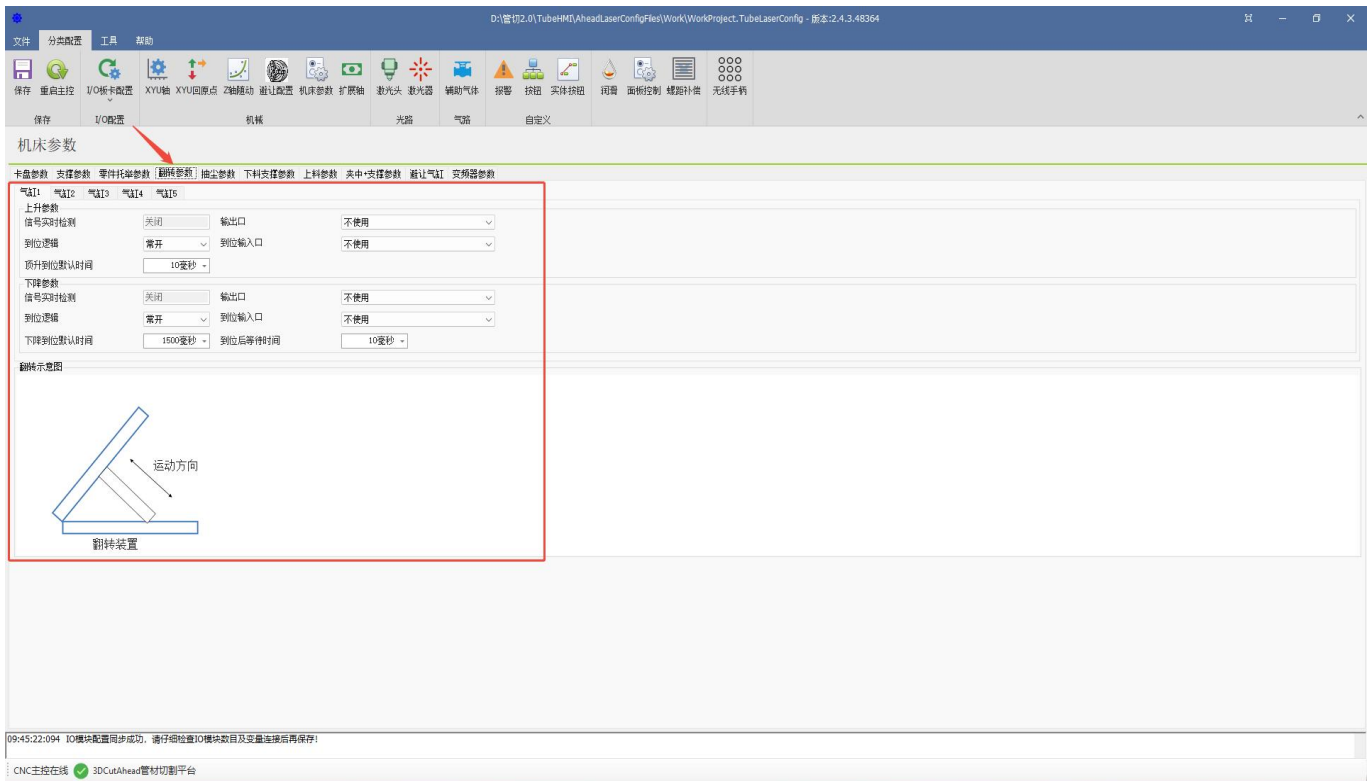 D:\管切2.0\TubeHMI\AheadLaserConfigFiles\Work\WorkProject.TubeLaserConfig - 版本:2.4.3.48364
文件 分类配置 工具 帮助
保存 重启主控 I/O板卡配置 XYU轴 XYU回原点 Z轴随动 避让配置 机床参数 扩展轴 激光头 激光器 辅助气体 报警 按钮 实体按钮 润滑 面板控制 螺距补偿 无线手柄
保存 I/O配置 机械 光路 气路 自定义
机床参数
卡盘参数 支撑参数 零件托举参数 翻转参数 抽尘参数 下料支撑参数 上料参数 夹中+支撑参数 避让气缸 变频器参数
气缸1 气缸2 气缸3 气缸4 气缸5
上升参数
信号实时检测 关闭 输出口 不使用
到位逻辑 常开 到位输入口 不使用
顶升到位默认时间 10毫秒
下降参数
信号实时检测 关闭 输出口 不使用
到位逻辑 常开 到位输入口 不使用
下降到位默认时间 1500毫秒 到位后等待时间 10毫秒
翻转示意图
运动方向
翻转装置
09:45:22:094 IO模块配置同步成功, 请仔细检查IO模块数目及变量连接后再保存!
CNC主控在线 3DCutAhead管材切割平台